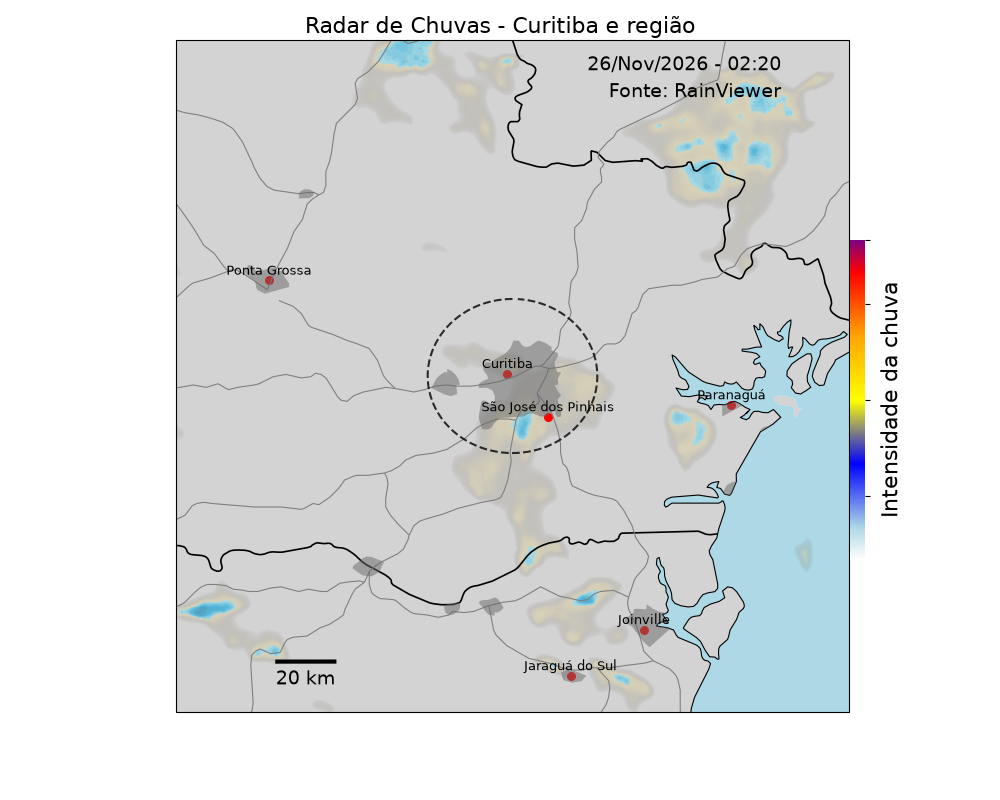 Radar de Chuvas - Curitiba e região
26/Nov/2026 - 02:20
Fonte: RainViewer
Ponta Grossa
Curitiba
Paranaguá
São José dos Pinhais
Intensidade da chuva
Joinville
Jaraguá do Sul
20 km